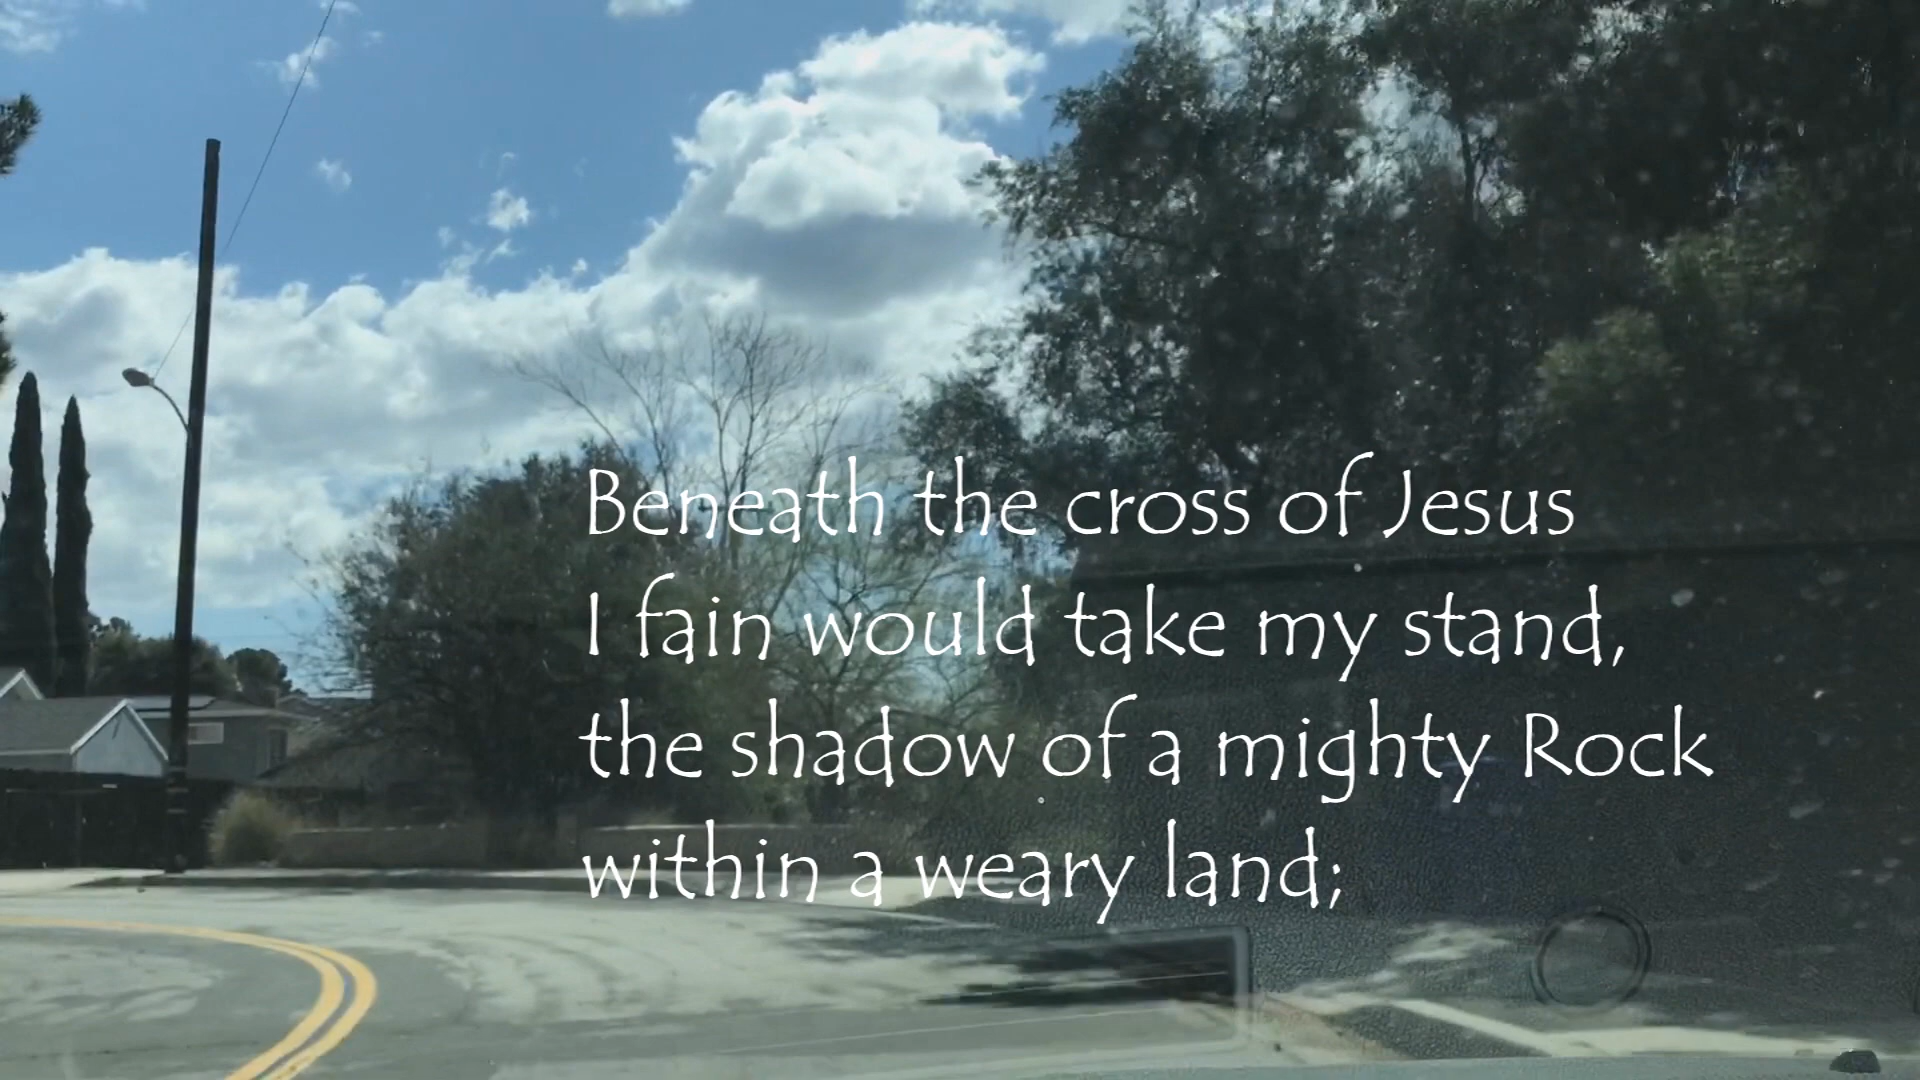 Beneath the cross of Jesus
I fain would take my stand,
the shadow of a mighty Rock
within a weary land;